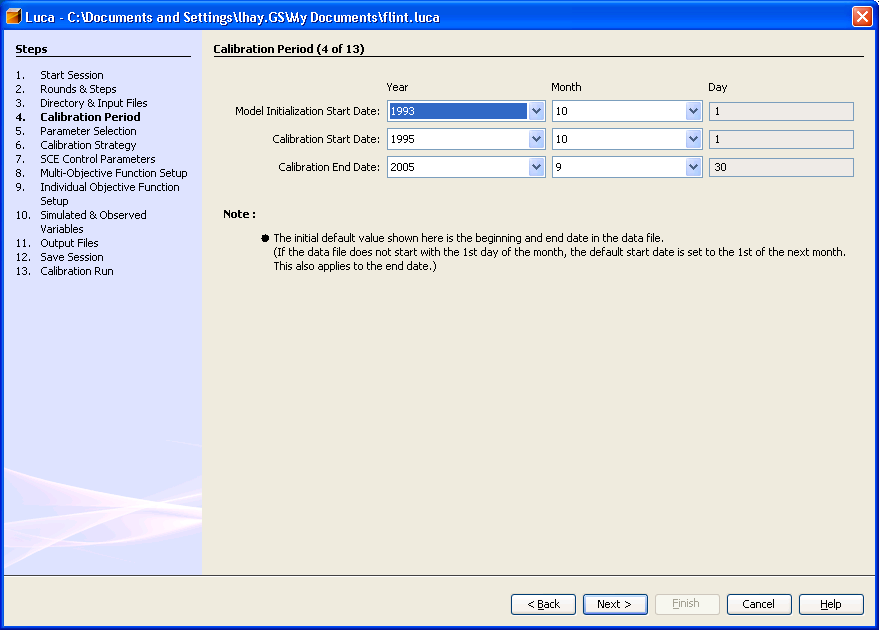 Luca - C:\Documents and Settings\lhay.GS\My Documents\flint.luca
Steps
1. Start Session
2. Rounds & Steps
3. Directory & Input Files
4. Calibration Period
5. Parameter Selection
6. Calibration Strategy
7. SCE Control Parameters
8. Multi-Objective Function Setup
9. Individual Objective Function
Setup
10. Simulated & Observed
Variables
11. Output Files
12. Save Session
13. Calibration Run
Calibration Period (4 of 13)
Year Month Day
Model Initialization Start Date: 1993 10 1
Calibration Start Date: 1995 10 1
Calibration End Date: 2005 9 30
Note :
● The initial default value shown here is the beginning and end date in the data file.
(If the data file does not start with the 1st day of the month, the default start date is set to the 1st of the next month.
This also applies to the end date.)
< Back Next > Finish Cancel Help